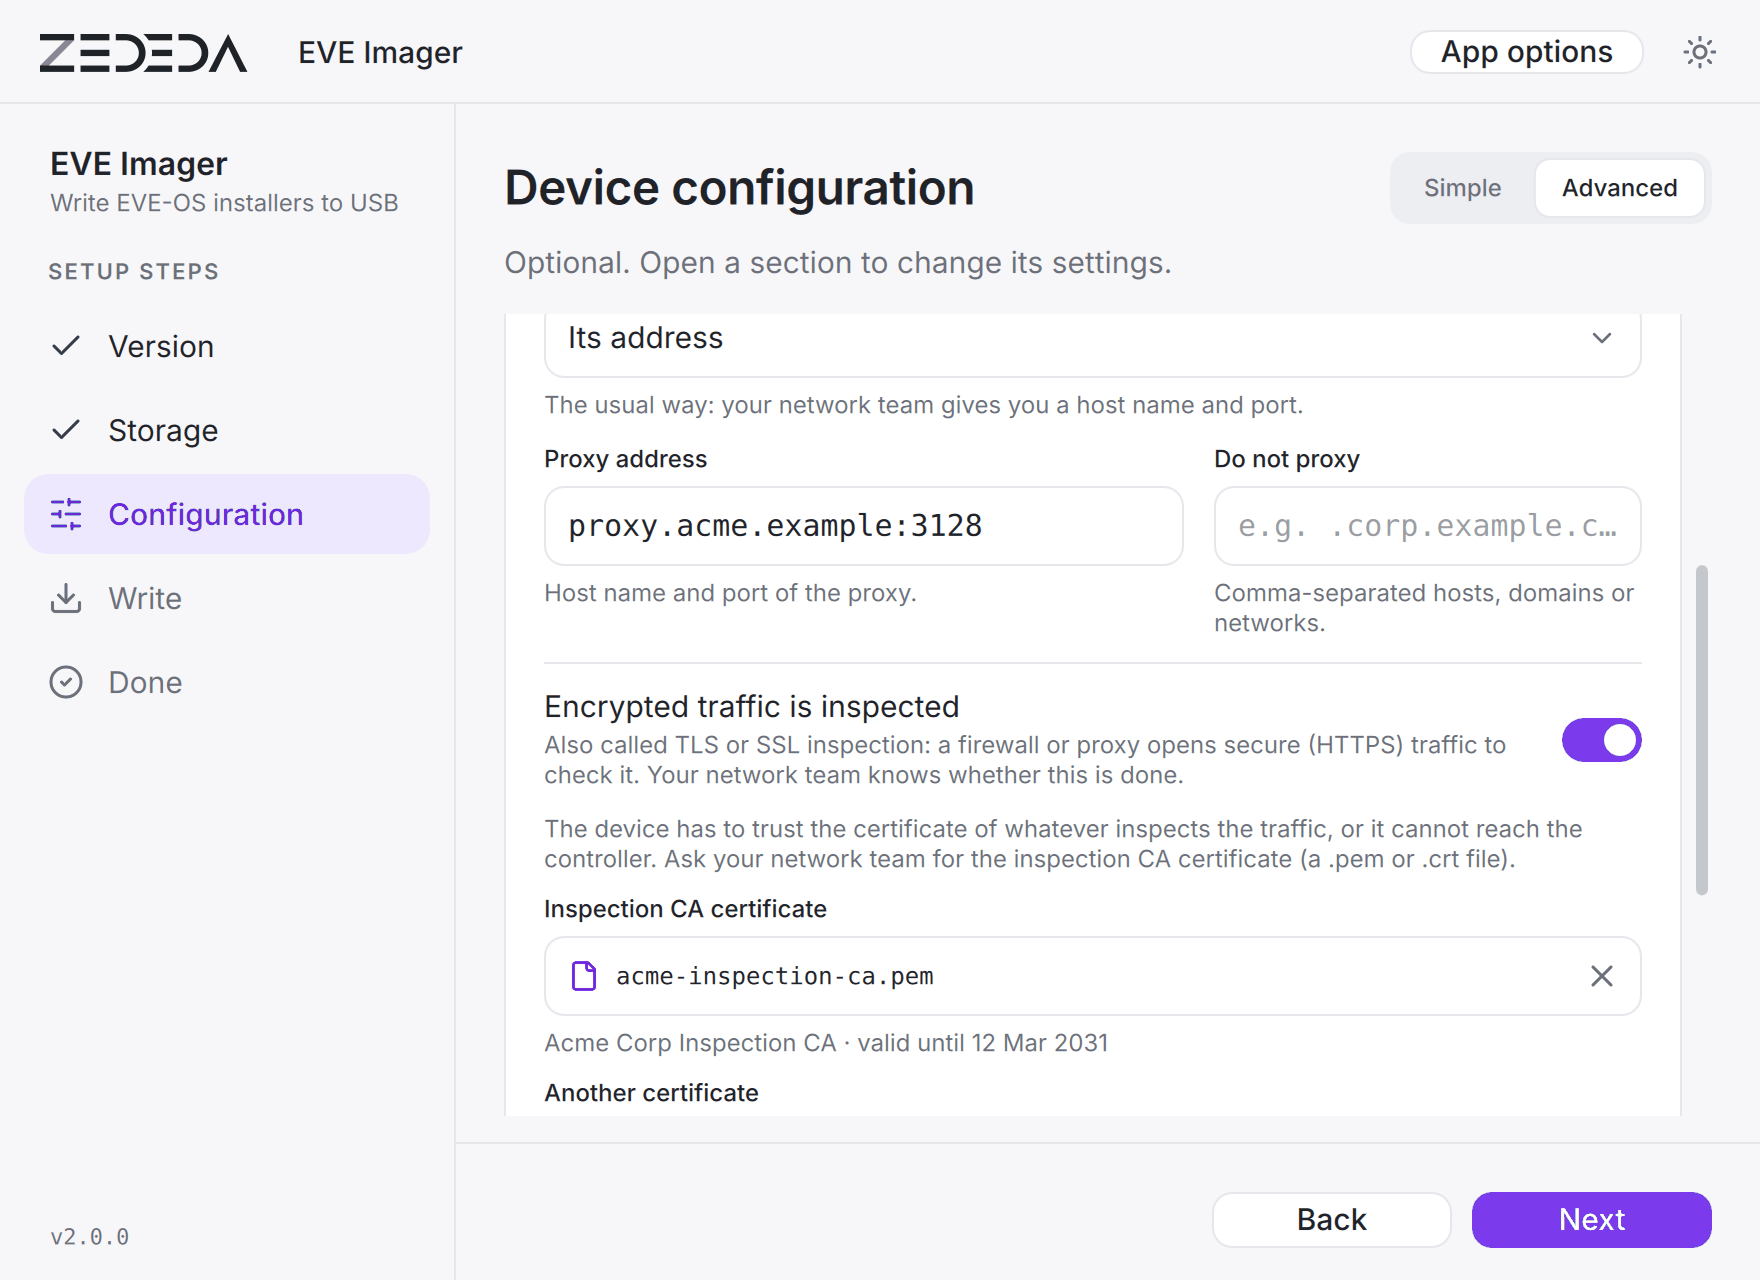 ZEDEDA
EVE Imager
App options
EVE Imager
Write EVE-OS installers to USB
SETUP STEPS
Version
Storage
Configuration
Write
Done
v2.0.0
Device configuration
Simple
Advanced
Optional. Open a section to change its settings.
Its address
The usual way: your network team gives you a host name and port.
Proxy address
Do not proxy
proxy.acme.example:3128
e.g. .corp.example.c…
Host name and port of the proxy.
Comma-separated hosts, domains or
networks.
Encrypted traffic is inspected
Also called TLS or SSL inspection: a firewall or proxy opens secure (HTTPS) traffic to
check it. Your network team knows whether this is done.
The device has to trust the certificate of whatever inspects the traffic, or it cannot reach the
controller. Ask your network team for the inspection CA certificate (a .pem or .crt file).
Inspection CA certificate
acme-inspection-ca.pem
Acme Corp Inspection CA · valid until 12 Mar 2031
Another certificate
Back
Next